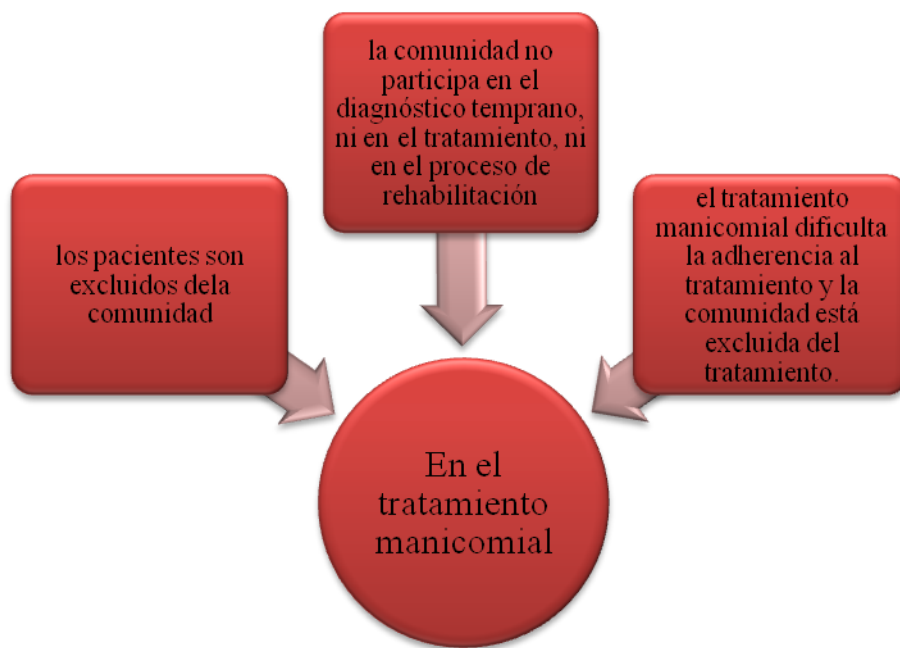 la comunidad no
participa en el
diagnóstico temprano,
ni en el tratamiento, ni
en el proceso de
rehabilitación
los pacientes son
excluidos dela
comunidad
el tratamiento
manicomial dificulta
la adherencia al
tratamiento y la
comunidad está
excluida del
tratamiento.
En el
tratamiento
manicomial